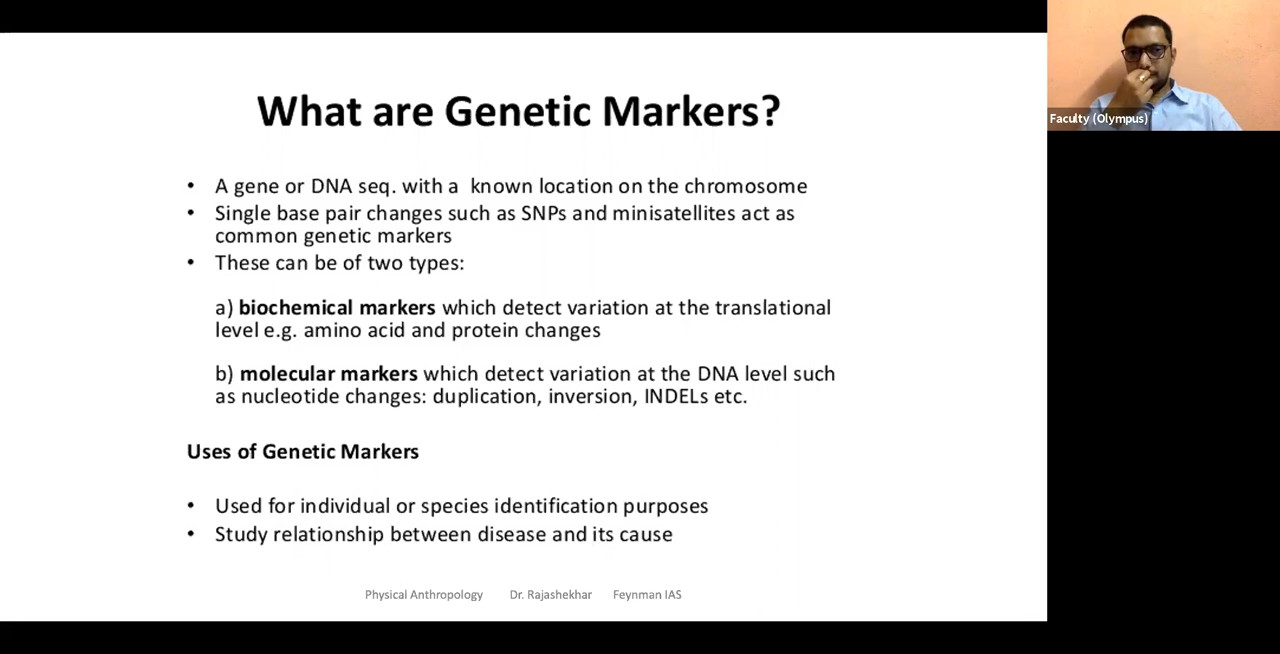 What are Genetic Markers?
• A gene or DNA seq. with a known location on the chromosome
• Single base pair changes such as SNPs and minisatellites act as
common genetic markers
• These can be of two types:
a) biochemical markers which detect variation at the translational
level e.g. amino acid and protein changes
b) molecular markers which detect variation at the DNA level such
as nucleotide changes: duplication, inversion, INDELs etc.
Uses of Genetic Markers
• Used for individual or species identification purposes
• Study relationship between disease and its cause
Physical Anthropology Dr. Rajashekhar Feynman IAS
Faculty (Olympus)